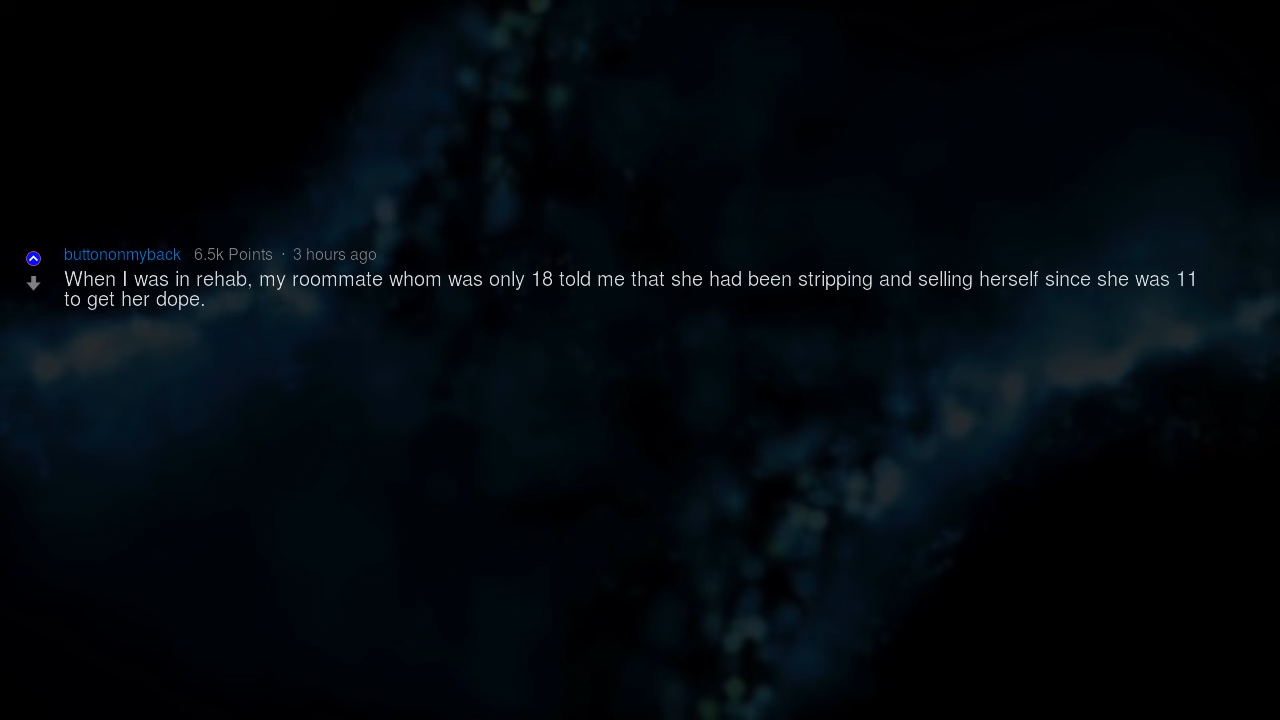 buttononmyback 6.5k Points · 3 hours ago
When I was in rehab, my roommate whom was only 18 told me that she had been stripping and selling herself since she was 11
to get her dope.